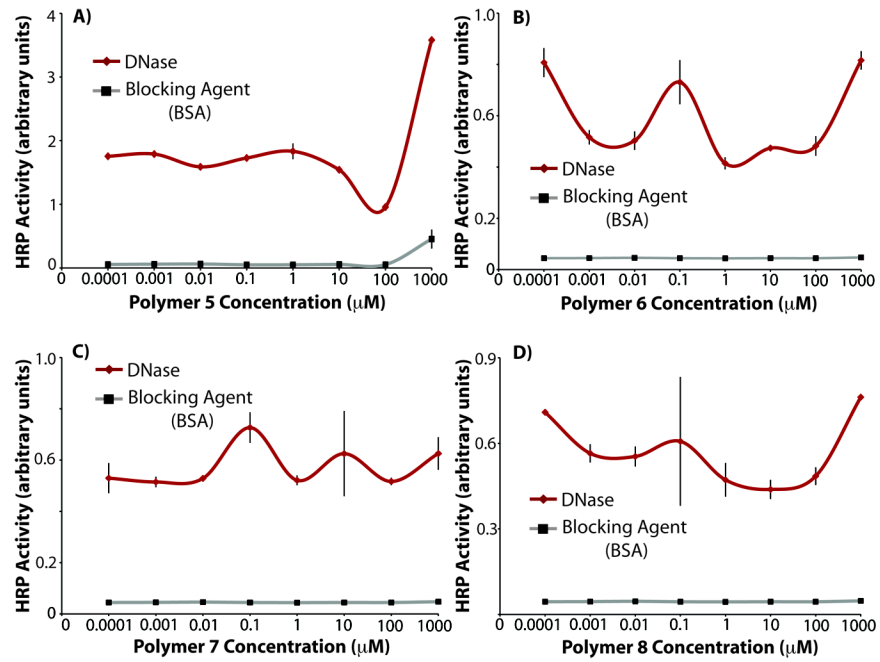 A)
HRP Activity (arbitrary units)
4
3
2
1
0
DNase
Blocking Agent
(BSA)
0 0.0001 0.001 0.01 0.1 1 10 100 1000
Polymer 5 Concentration (μM)
B)
HRP Activity (arbitrary units)
1.0
0.6
0.2
0
DNase
Blocking Agent
(BSA)
0 0.0001 0.001 0.01 0.1 1 10 100 1000
Polymer 6 Concentration (μM)
C)
HRP Activity (arbitrary units)
1.0
0.6
0.2
0
DNase
Blocking Agent
(BSA)
0 0.0001 0.001 0.01 0.1 1 10 100 1000
Polymer 7 Concentration (μM)
D)
HRP Activity (arbitrary units)
0.9
0.6
0.3
0
DNase
Blocking Agent
(BSA)
0 0.0001 0.001 0.01 0.1 1 10 100 1000
Polymer 8 Concentration (μM)